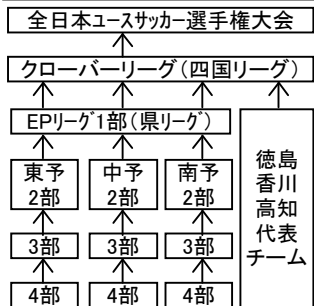 全日本ユースサッカー選手権大会
クローバーリーグ(四国リーグ)
EPリーグ1部(県リーグ)
東予 中予 南予
2部 2部 2部
3部 3部 3部
4部 4部 4部
徳島
香川
高知
代表
チーム